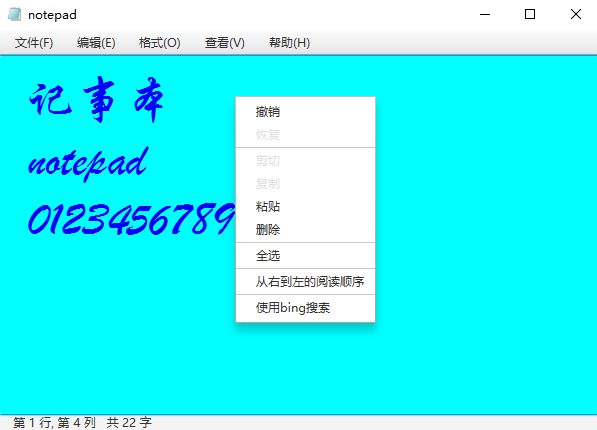 notepad
文件(F) 编辑(E) 格式(O) 查看(V) 帮助(H)
记事本
notepad
0123456789
撤销
恢复
剪切
复制
粘贴
删除
全选
从右到左的阅读顺序
使用bing搜索
第 1 行, 第 4 列 共 22 字